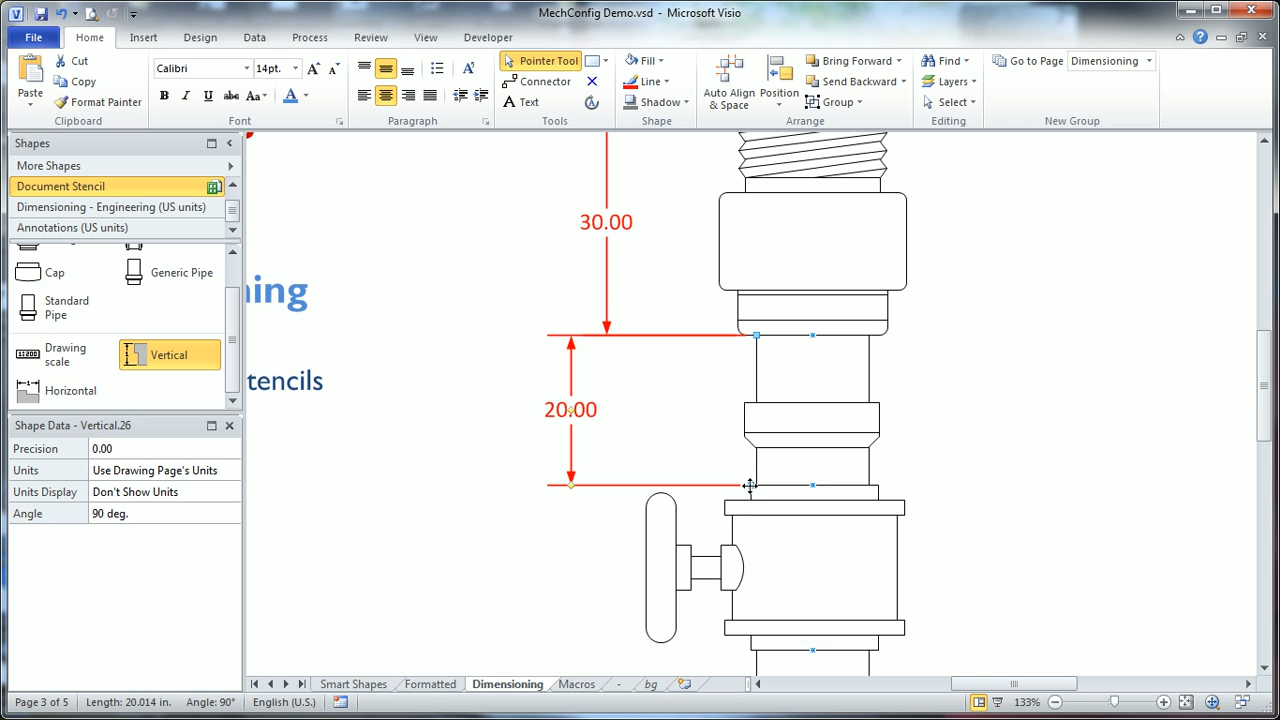 MechConfig Demo.vsd - Microsoft Visio
File Home Insert Design Data Process Review View Developer
Cut Calibri 14pt. Pointer Tool Fill Bring Forward Find Go to Page Dimensioning
Copy Connector Line Send Backward Layers
Paste Format Painter B I U abc Aa A Text Shadow Auto Align & Space Position Group Select
Clipboard Font Paragraph Tools Shape Arrange Editing New Group
Shapes
More Shapes
Document Stencil
Dimensioning - Engineering (US units)
Annotations (US units)
Cap Generic Pipe
Standard Pipe
Drawing scale Vertical
Horizontal
Shape Data - Vertical.26
Precision 0.00
Units Use Drawing Page's Units
Units Display Don't Show Units
Angle 90 deg.
30.00
ning
tencils
20.00
Smart Shapes Formatted Dimensioning Macros - bg
Page 3 of 5 Length: 20.014 in. Angle: 90° English (U.S.) 133%